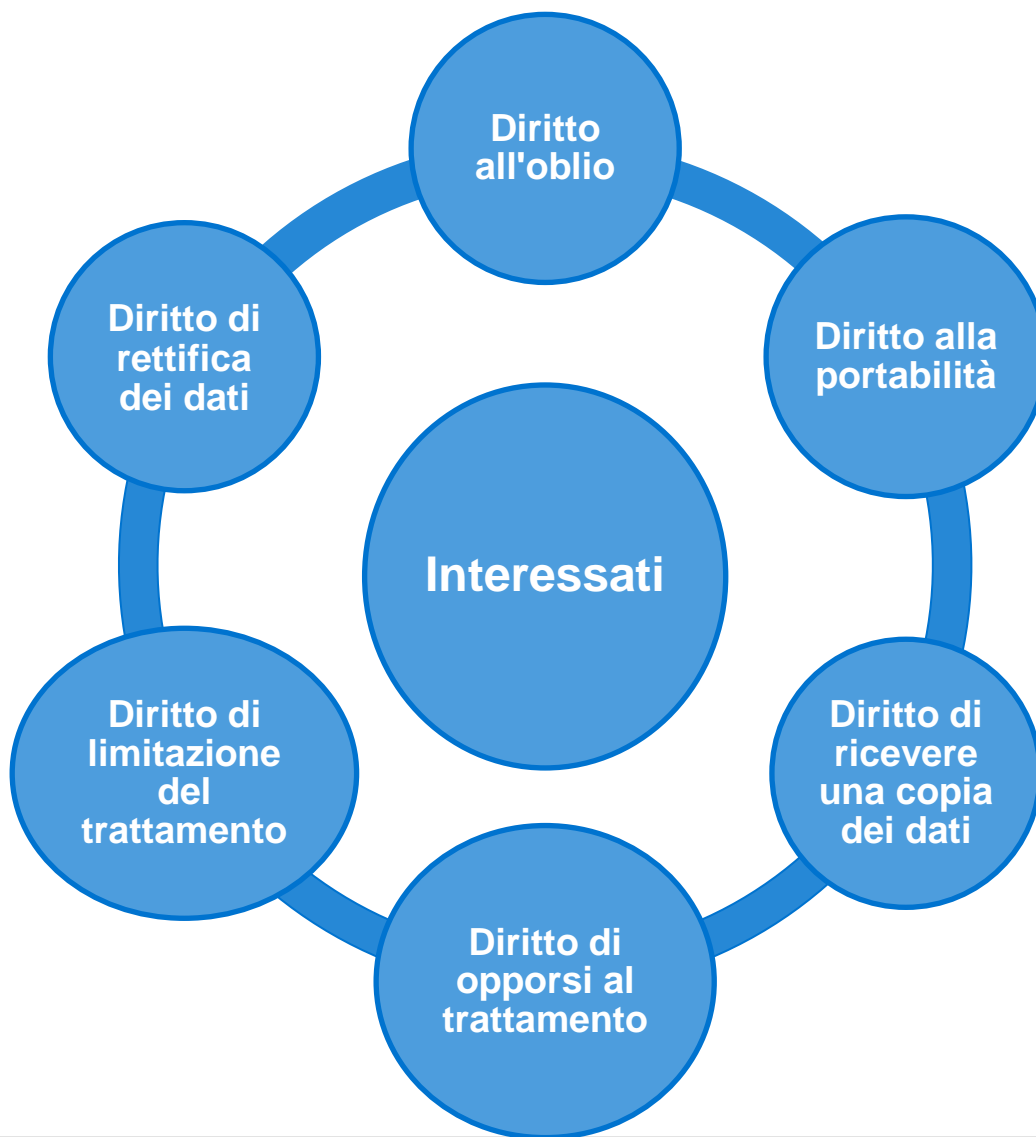 Diritto
all'oblio
Diritto alla
portabilità
Diritto di
ricevere
una copia
dei dati
Diritto di
opporsi al
trattamento
Diritto di
limitazione
del
trattamento
Diritto di
rettifica
dei dati
Interessati